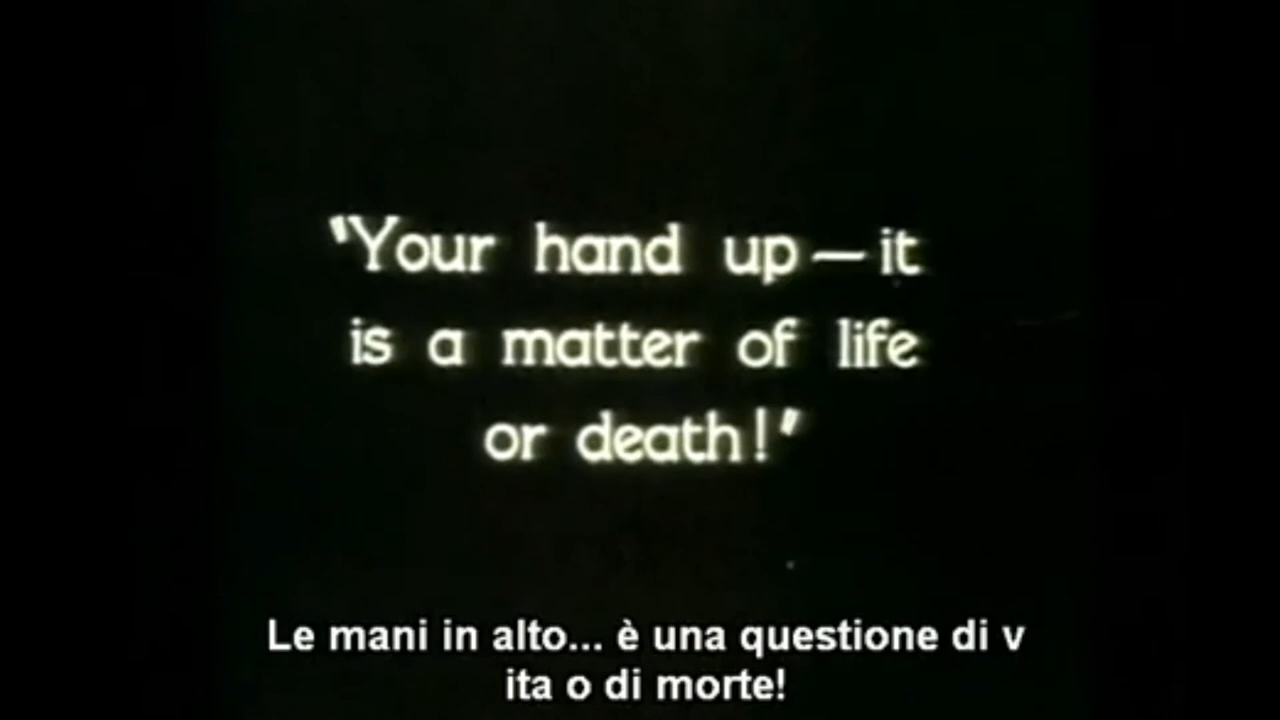 "Your hand up — it
is a matter of life
or death!"
Le mani in alto... è una questione di v
ita o di morte!